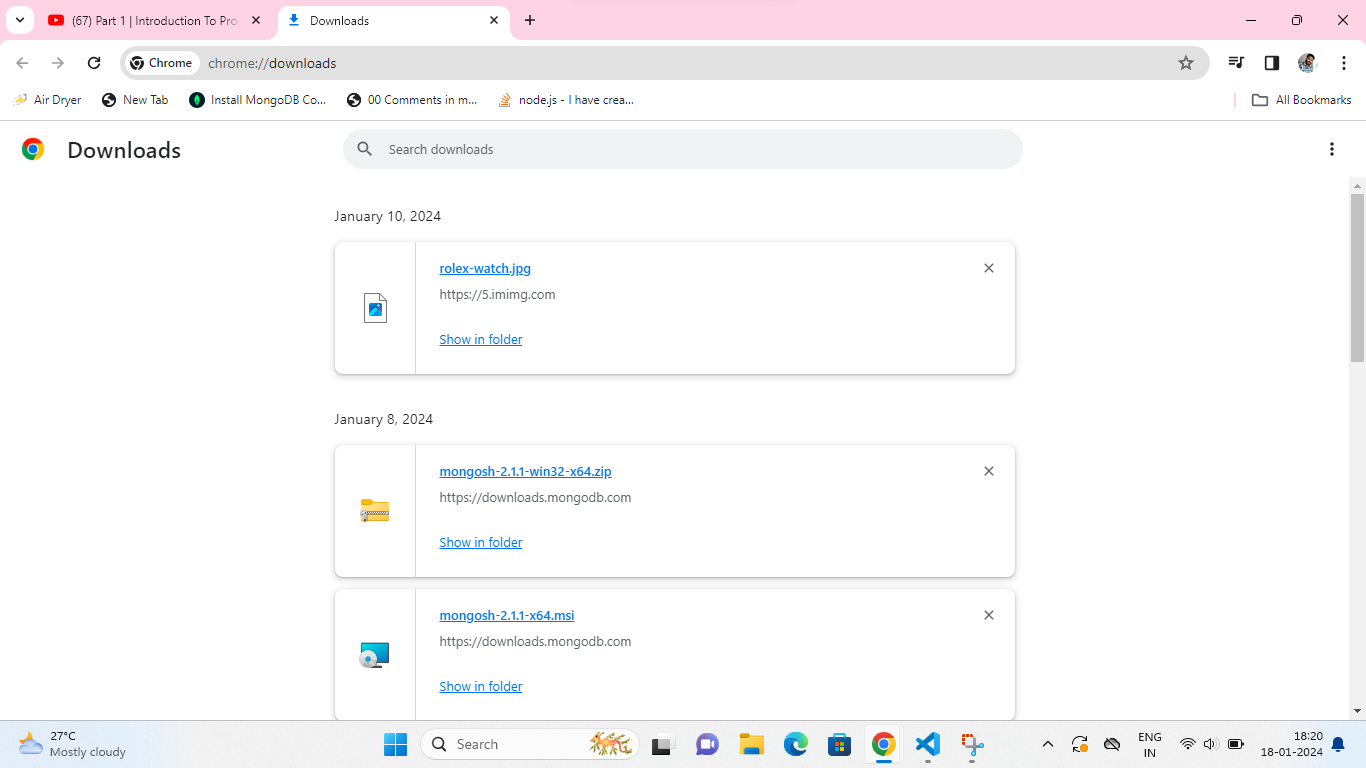 (67) Part 1 | Introduction To Pro
Downloads
Chrome
chrome://downloads
Air Dryer
New Tab
Install MongoDB Co...
00 Comments in m...
node.js - I have crea...
All Bookmarks
Downloads
Search downloads
January 10, 2024
rolex-watch.jpg
https://5.imimg.com
Show in folder
January 8, 2024
mongosh-2.1.1-win32-x64.zip
https://downloads.mongodb.com
Show in folder
mongosh-2.1.1-x64.msi
https://downloads.mongodb.com
Show in folder
27°C
Mostly cloudy
Search
ENG
IN
18:20
18-01-2024